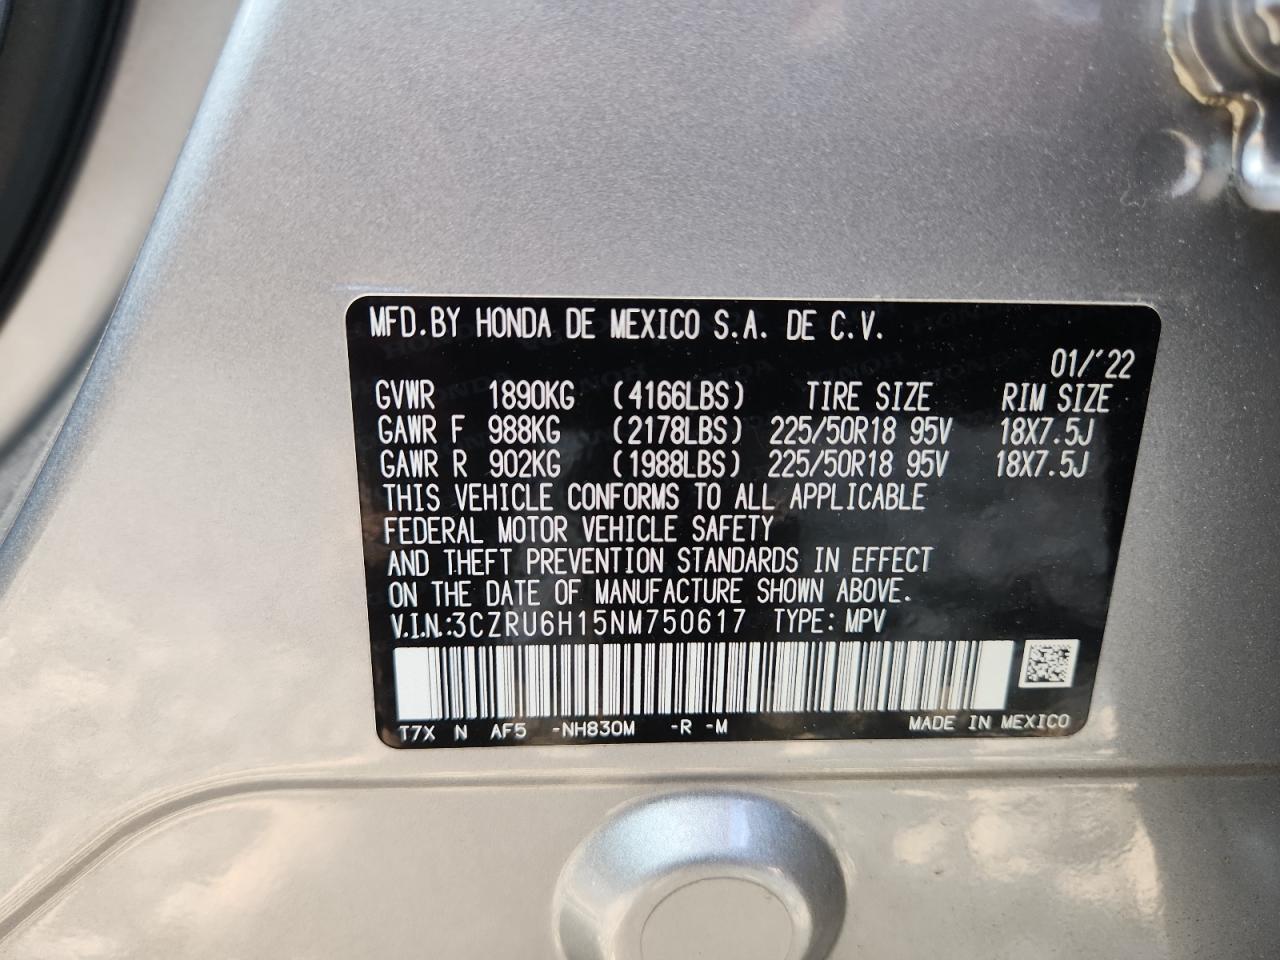 MFD.BY HONDA DE MEXICO S.A. DE C.V.
01/'22
GVWR 1890KG (4166LBS) TIRE SIZE RIM SIZE
GAWR F 988KG (2178LBS) 225/50R18 95V 18X7.5J
GAWR R 902KG (1988LBS) 225/50R18 95V 18X7.5J
THIS VEHICLE CONFORMS TO ALL APPLICABLE
FEDERAL MOTOR VEHICLE SAFETY
AND THEFT PREVENTION STANDARDS IN EFFECT
ON THE DATE OF MANUFACTURE SHOWN ABOVE.
V.I.N.:3CZRU6H15NM750617 TYPE: MPV
T7X N AF5 -NH830M -R -M MADE IN MEXICO